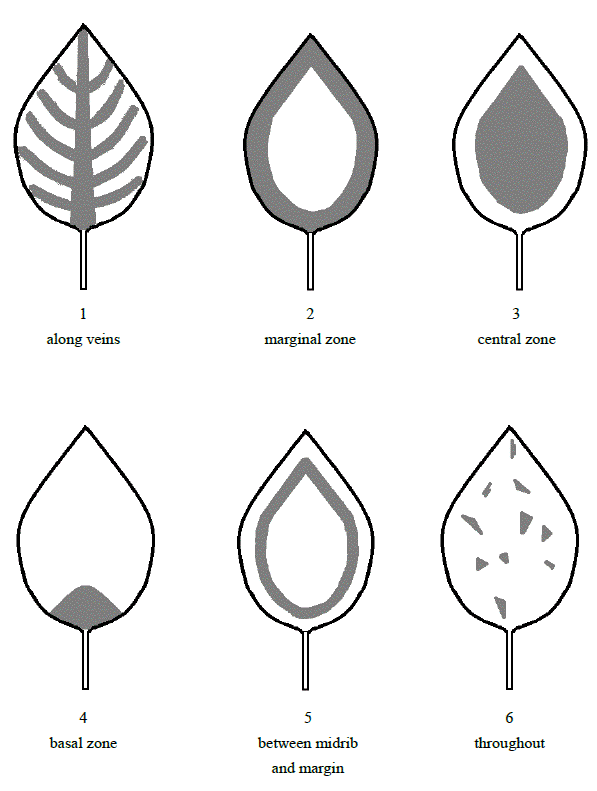 1
along veins
2
marginal zone
3
central zone
4
basal zone
5
between midrib
and margin
6
throughout